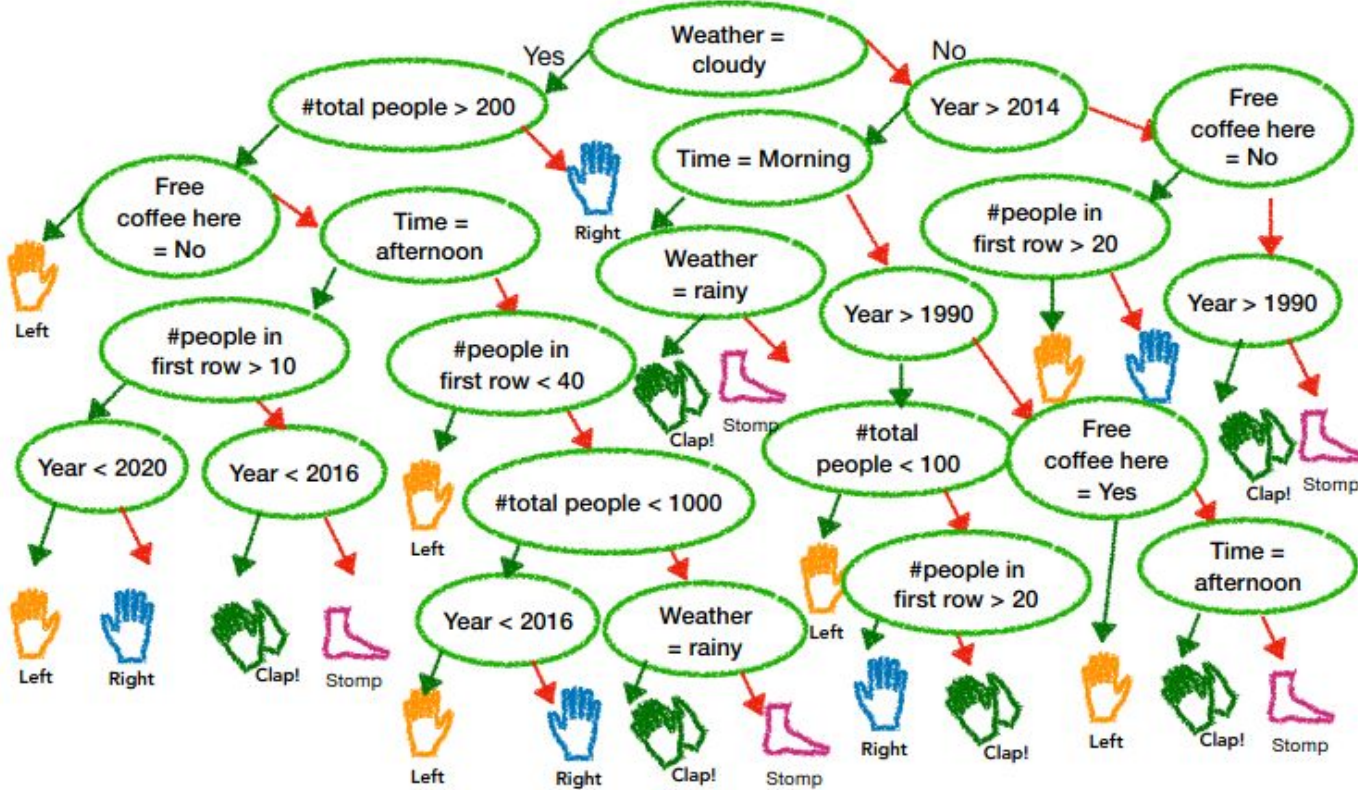 Weather =
cloudy
Yes
No
#total people > 200
Year > 2014
Free
coffee here
= No
Time = Morning
Right
Free
coffee here
= No
Time =
afternoon
#people in
first row > 20
Left
Weather
= rainy
Year > 1990
Year > 1990
#people in
first row > 10
#people in
first row < 40
Clap!
Stomp
#total
people < 100
Free
coffee here
= Yes
Clap!
Stomp
Year < 2020
Year < 2016
Left
#total people < 1000
#people in
first row > 20
Time =
afternoon
Left
Right
Clap!
Stomp
Year < 2016
Weather
= rainy
Left
Right
Clap!
Left
Clap!
Stomp
Left
Right
Clap!
Stomp